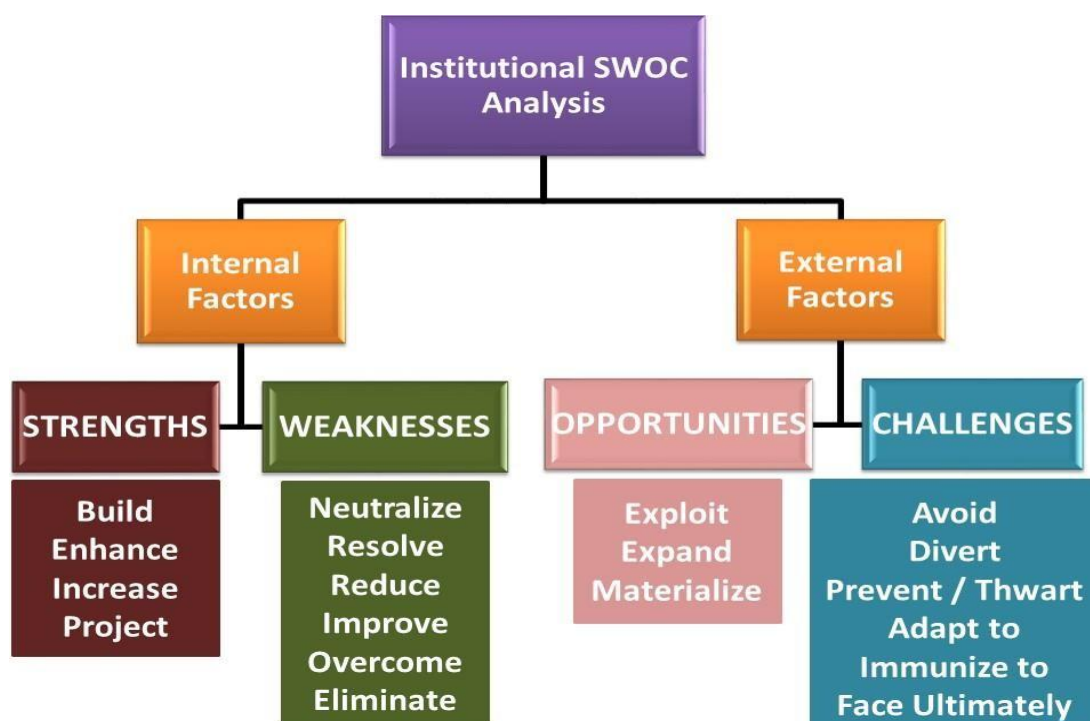 Institutional SWOC
Analysis
Internal
Factors
External
Factors
STRENGTHS
WEAKNESSES
OPPORTUNITIES
CHALLENGES
Build
Enhance
Increase
Project
Neutralize
Resolve
Reduce
Improve
Overcome
Eliminate
Exploit
Expand
Materialize
Avoid
Divert
Prevent / Thwart
Adapt to
Immunize to
Face Ultimately